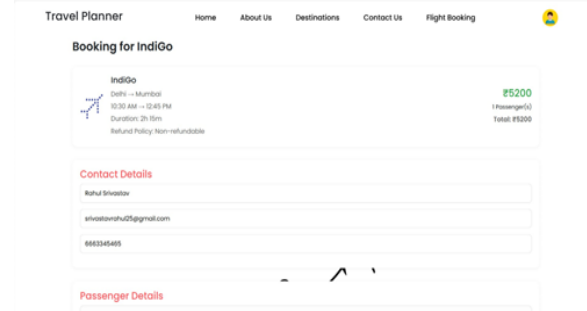 Travel Planner
Home About Us Destinations Contact Us Flight Booking
Booking for IndiGo
IndiGo
Delhi → Mumbai
10:30 AM → 12:45 PM
Duration: 2h 15m
Refund Policy: Non-refundable
₹5200
1 Passenger(s)
Total: ₹5200
Contact Details
Rahul Srivastav
srivastavrahul25@gmail.com
6663345465
Passenger Details